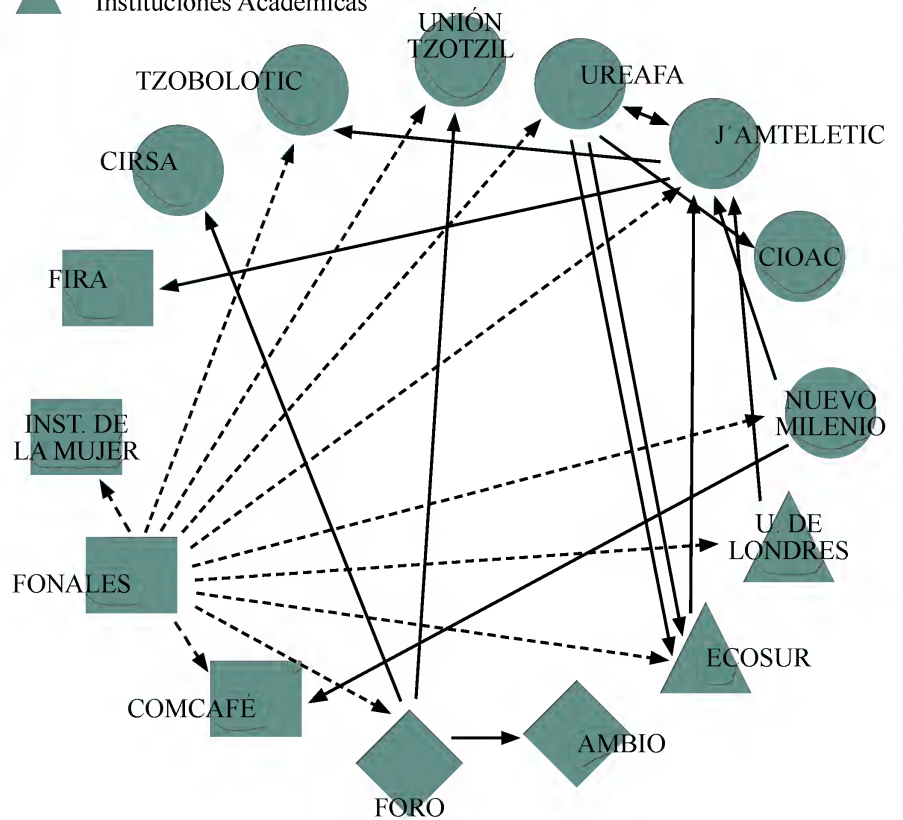 Instituciones Académicas
UNIÓN
TZOTZIL
TZOBOLOTIC
UREAFA
J´AMTELETIC
CIRSA
CIOAC
FIRA
NUEVO
MILENIO
INST. DE
LA MUJER
U. DE
LONDRES
FONALES
ECOSUR
COMCAFÉ
AMBIO
FORO